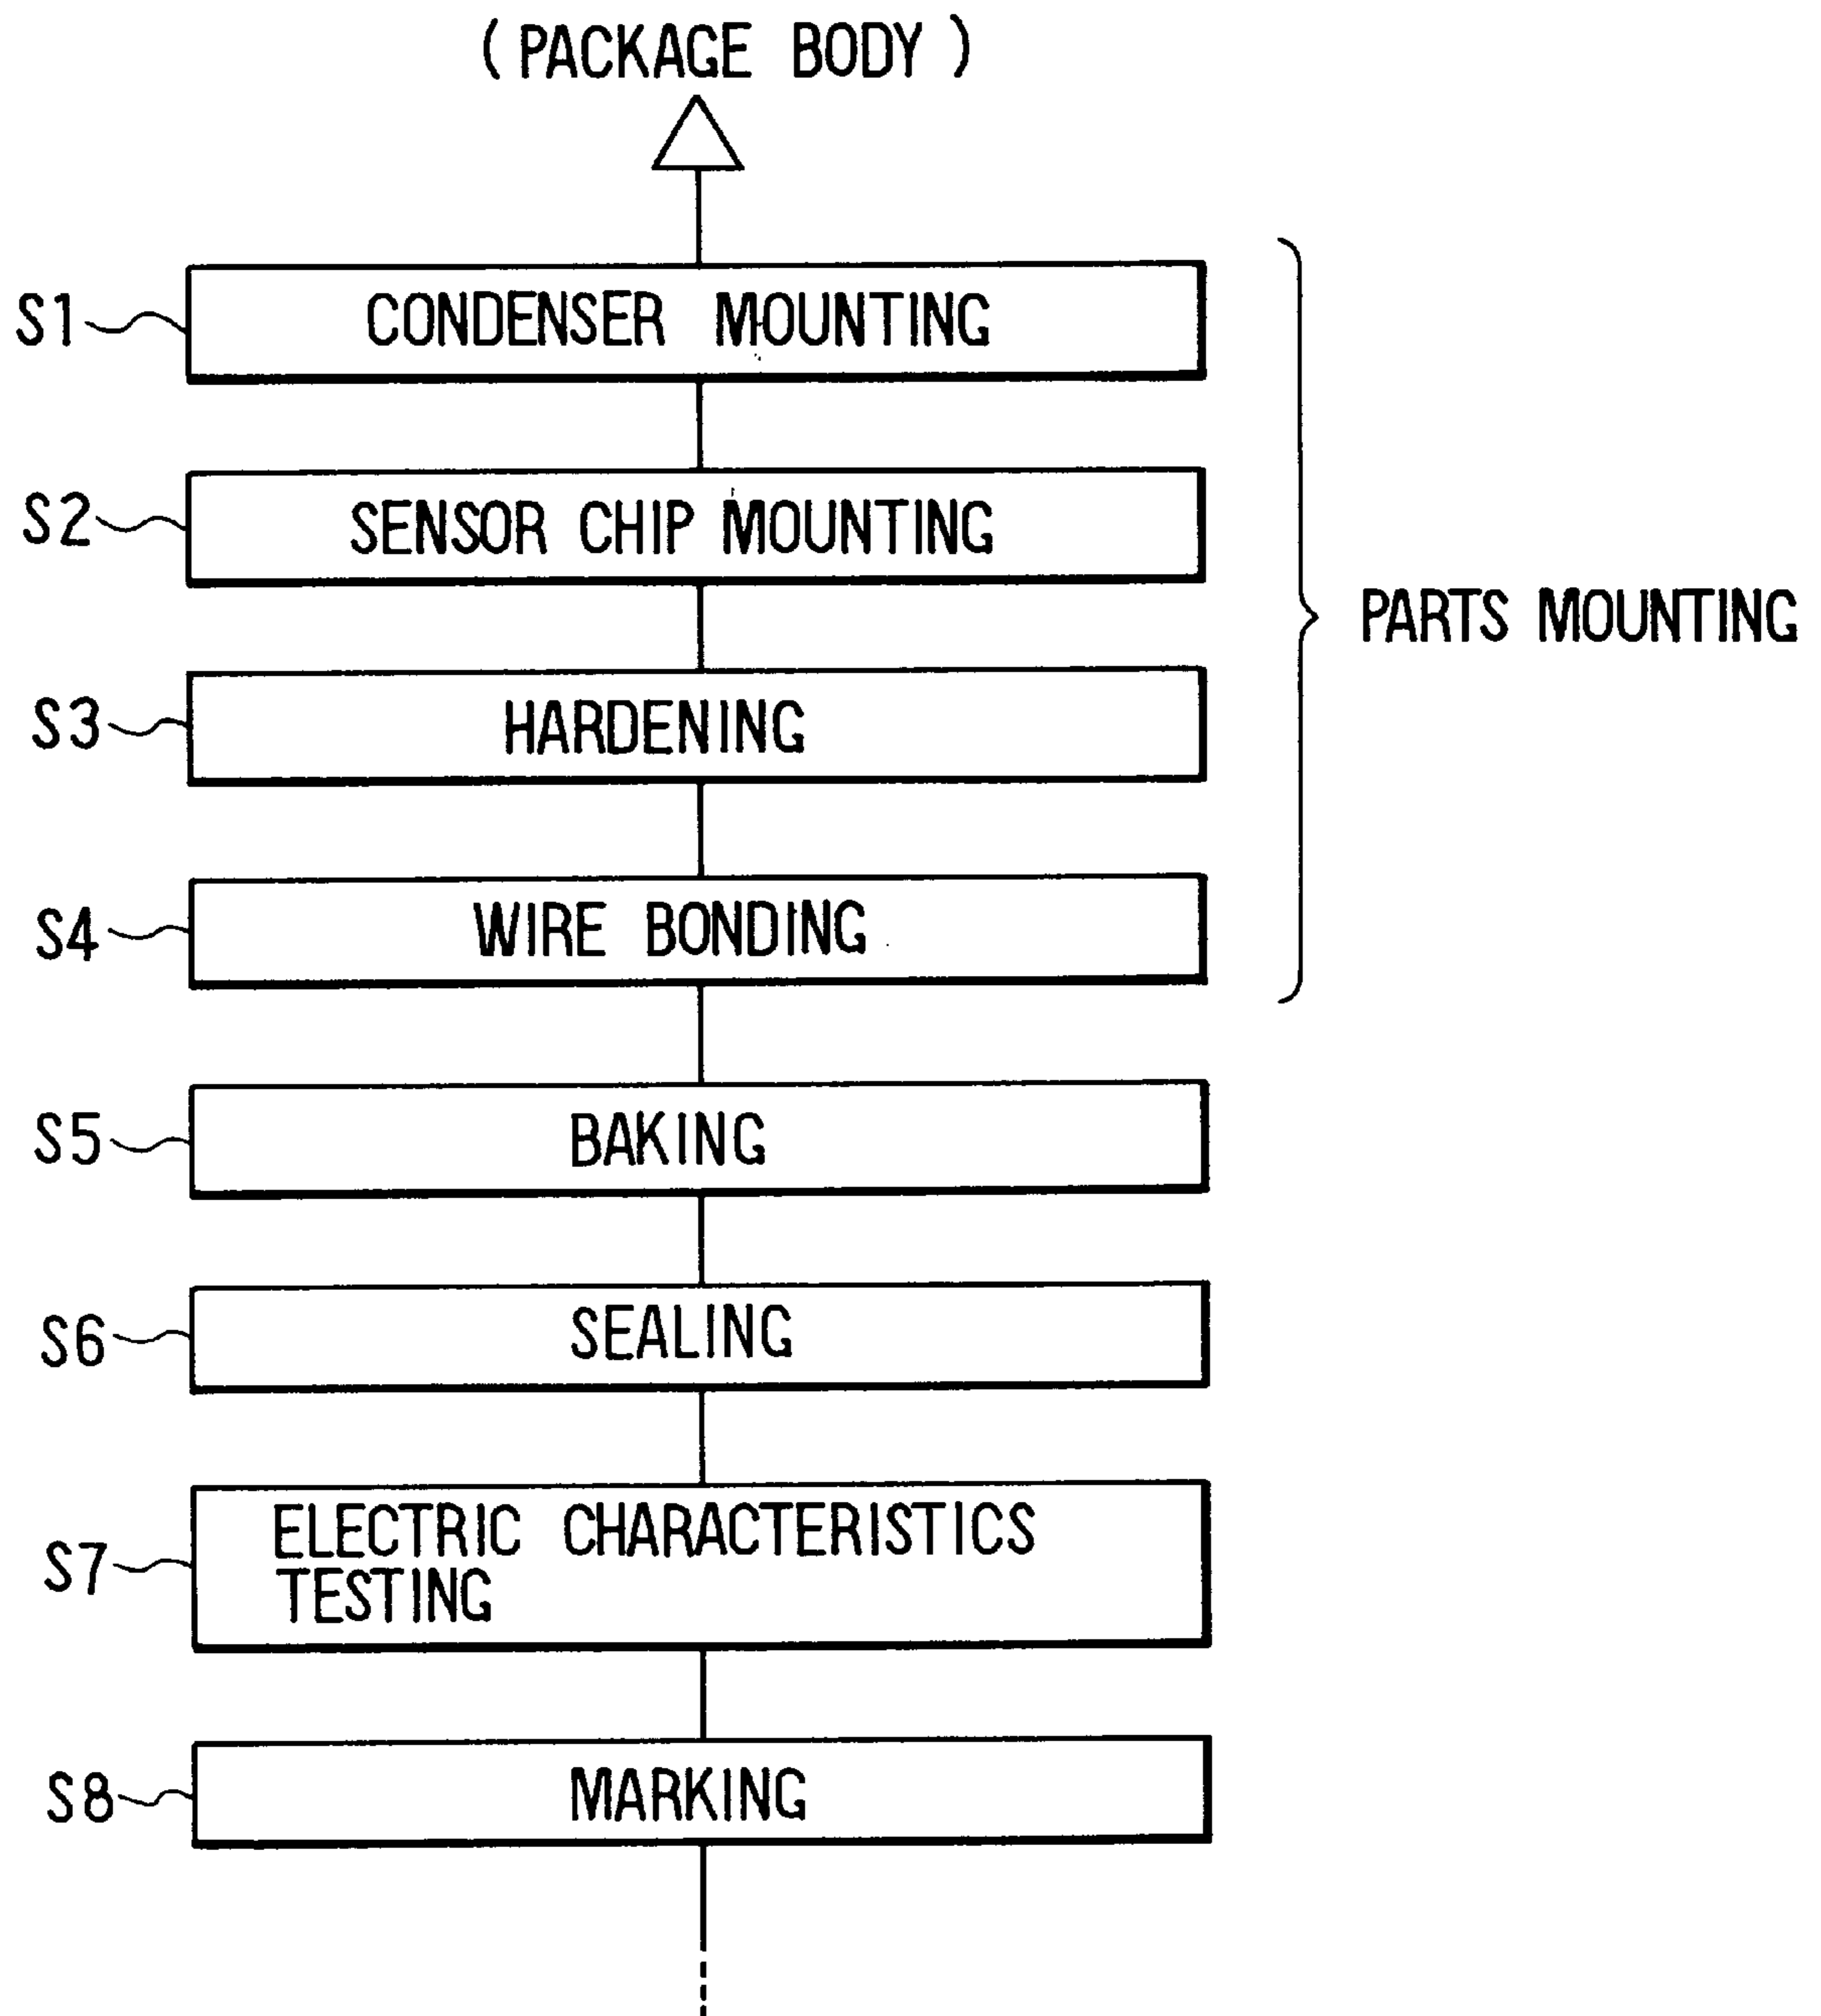 ( PACKAGE BODY )
S1
CONDENSER MOUNTING
S2
SENSOR CHIP MOUNTING
PARTS MOUNTING
S3
HARDENING
S4
WIRE BONDING
S5
BAKING
S6
SEALING
S7
ELECTRIC CHARACTERISTICS
TESTING
S8
MARKING